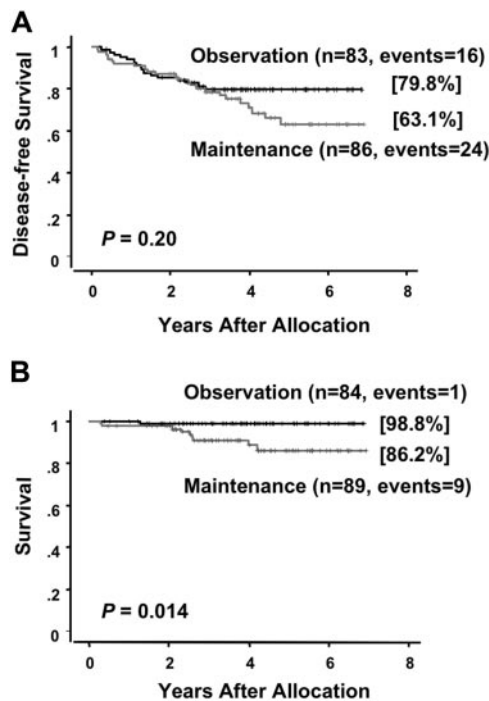 A
Disease-free Survival
1
.8
.6
.4
.2
0
Observation (n=83, events=16)
[79.8%]
[63.1%]
Maintenance (n=86, events=24)
P = 0.20
0 2 4 6 8
Years After Allocation
B
Survival
1
.8
.6
.4
.2
0
Observation (n=84, events=1)
[98.8%]
[86.2%]
Maintenance (n=89, events=9)
P = 0.014
0 2 4 6 8
Years After Allocation